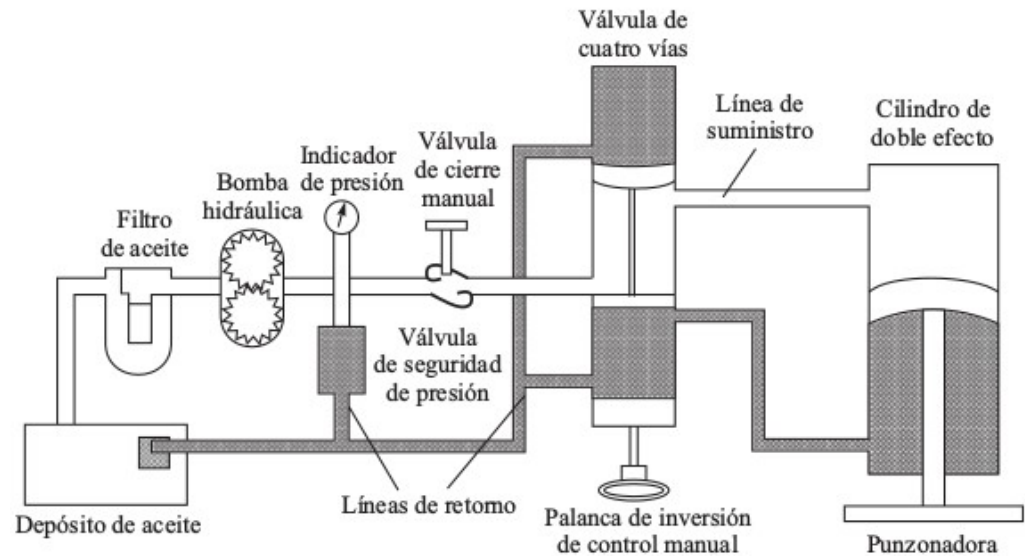 Válvula de
cuatro vías
Línea de
suministro
Cilindro de
doble efecto
Válvula
de cierre
manual
Indicador
de presión
Bomba
hidráulica
Filtro
de aceite
Válvula
de seguridad
de presión
Líneas de retorno
Depósito de aceite
Palanca de inversión
de control manual
Punzonadora